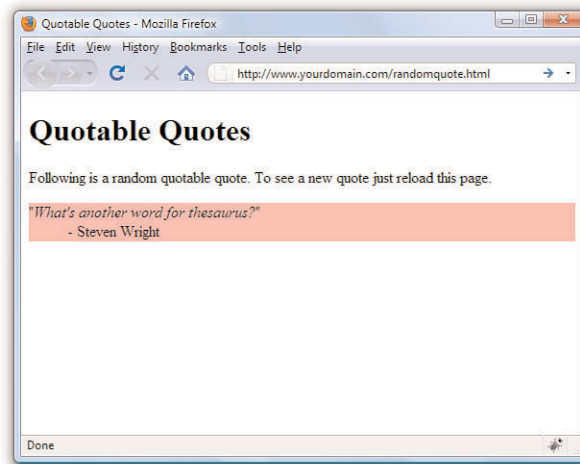 Quotable Quotes - Mozilla Firefox
File Edit View History Bookmarks Tools Help
http://www.yourdomain.com/randomquote.html
Quotable Quotes
Following is a random quotable quote. To see a new quote just reload this page.
"What's another word for thesaurus?"
- Steven Wright
Done